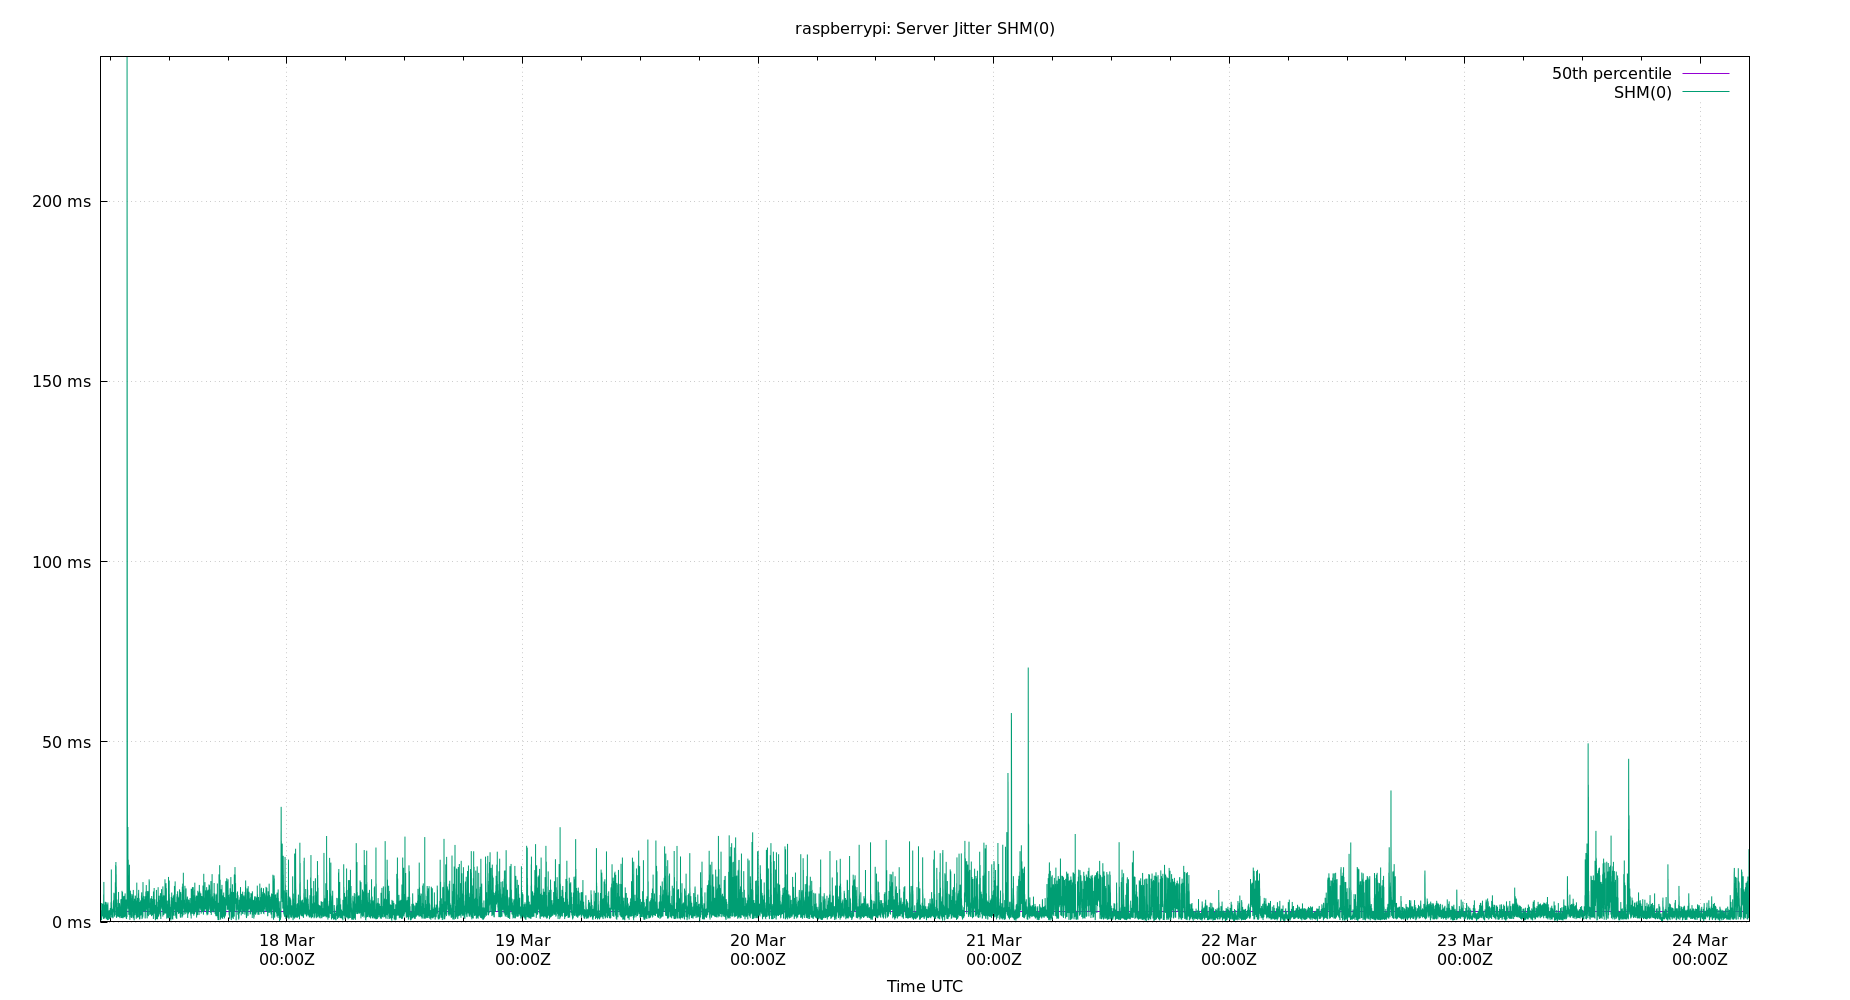 raspberrypi: Server Jitter SHM(0)
50th percentile
SHM(0)
200 ms
150 ms
100 ms
50 ms
0 ms
18 Mar 19 Mar 20 Mar 21 Mar 22 Mar 23 Mar 24 Mar
00:00Z 00:00Z 00:00Z 00:00Z 00:00Z 00:00Z 00:00Z
Time UTC